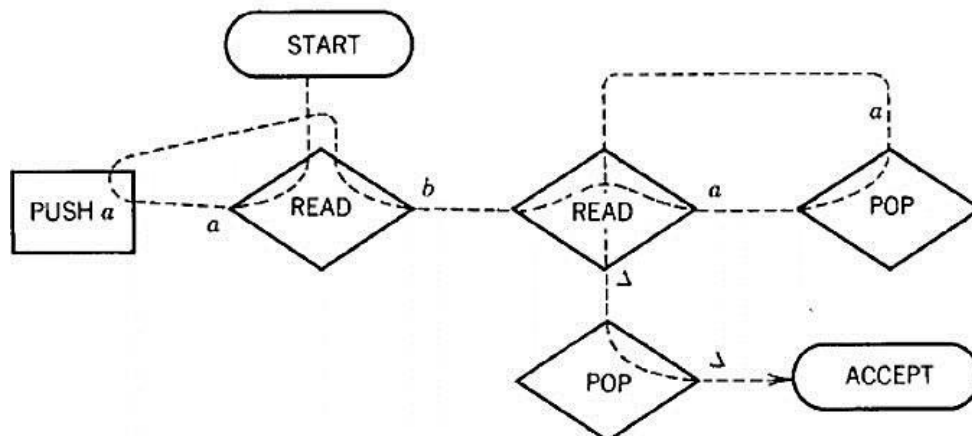 START
a
PUSH a
a
READ
b
READ
a
POP
Δ
POP
Δ
ACCEPT